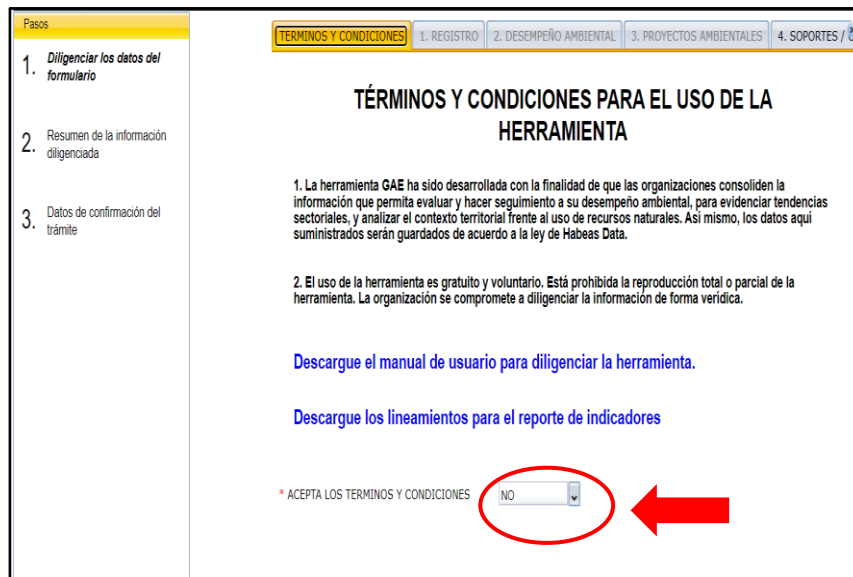 Pasos
1. Diligenciar los datos del
formulario
2. Resumen de la información
diligenciada
3. Datos de confirmación del
trámite
TERMINOS Y CONDICIONES 1. REGISTRO 2. DESEMPEÑO AMBIENTAL 3. PROYECTOS AMBIENTALES 4. SOPORTES /
TÉRMINOS Y CONDICIONES PARA EL USO DE LA
HERRAMIENTA
1. La herramienta GAE ha sido desarrollada con la finalidad de que las organizaciones consoliden la
información que permita evaluar y hacer seguimiento a su desempeño ambiental, para evidenciar tendencias
sectoriales, y analizar el contexto territorial frente al uso de recursos naturales. Así mismo, los datos aquí
suministrados serán guardados de acuerdo a la ley de Habeas Data.
2. El uso de la herramienta es gratuito y voluntario. Está prohibida la reproducción total o parcial de la
herramienta. La organización se compromete a diligenciar la información de forma verídica.
Descargue el manual de usuario para diligenciar la herramienta.
Descargue los lineamientos para el reporte de indicadores
* ACEPTA LOS TERMINOS Y CONDICIONES NO